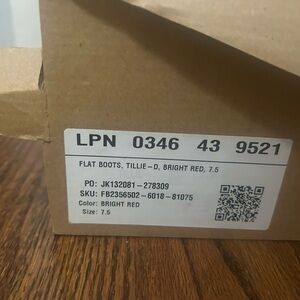 LPN 0346 43 9521
FLAT BOOTS, TILLIE-D, BRIGHT RED, 7.5
PO: JK132081-278309
SKU: FB2356502-6018-81075
Color: BRIGHT RED
Size: 7.5